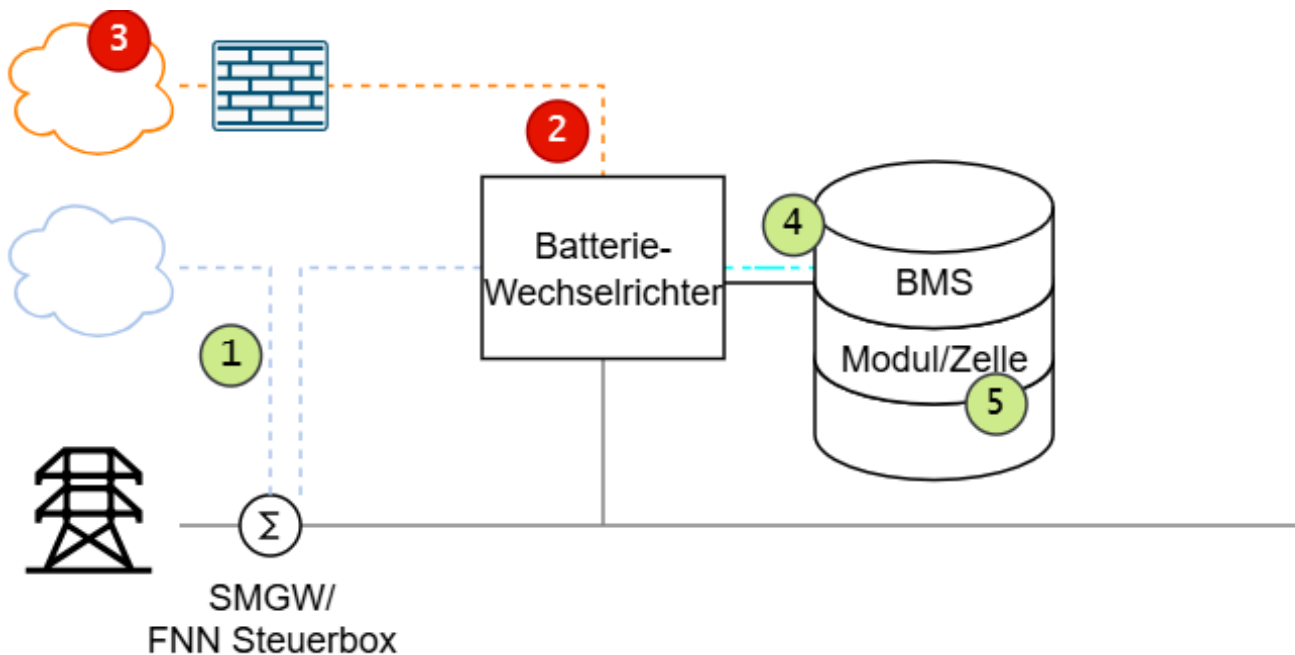 3
2
Batterie-
Wechselrichter
4
BMS
1
Modul/Zelle
5
Σ
SMGW/
FNN Steuerbox